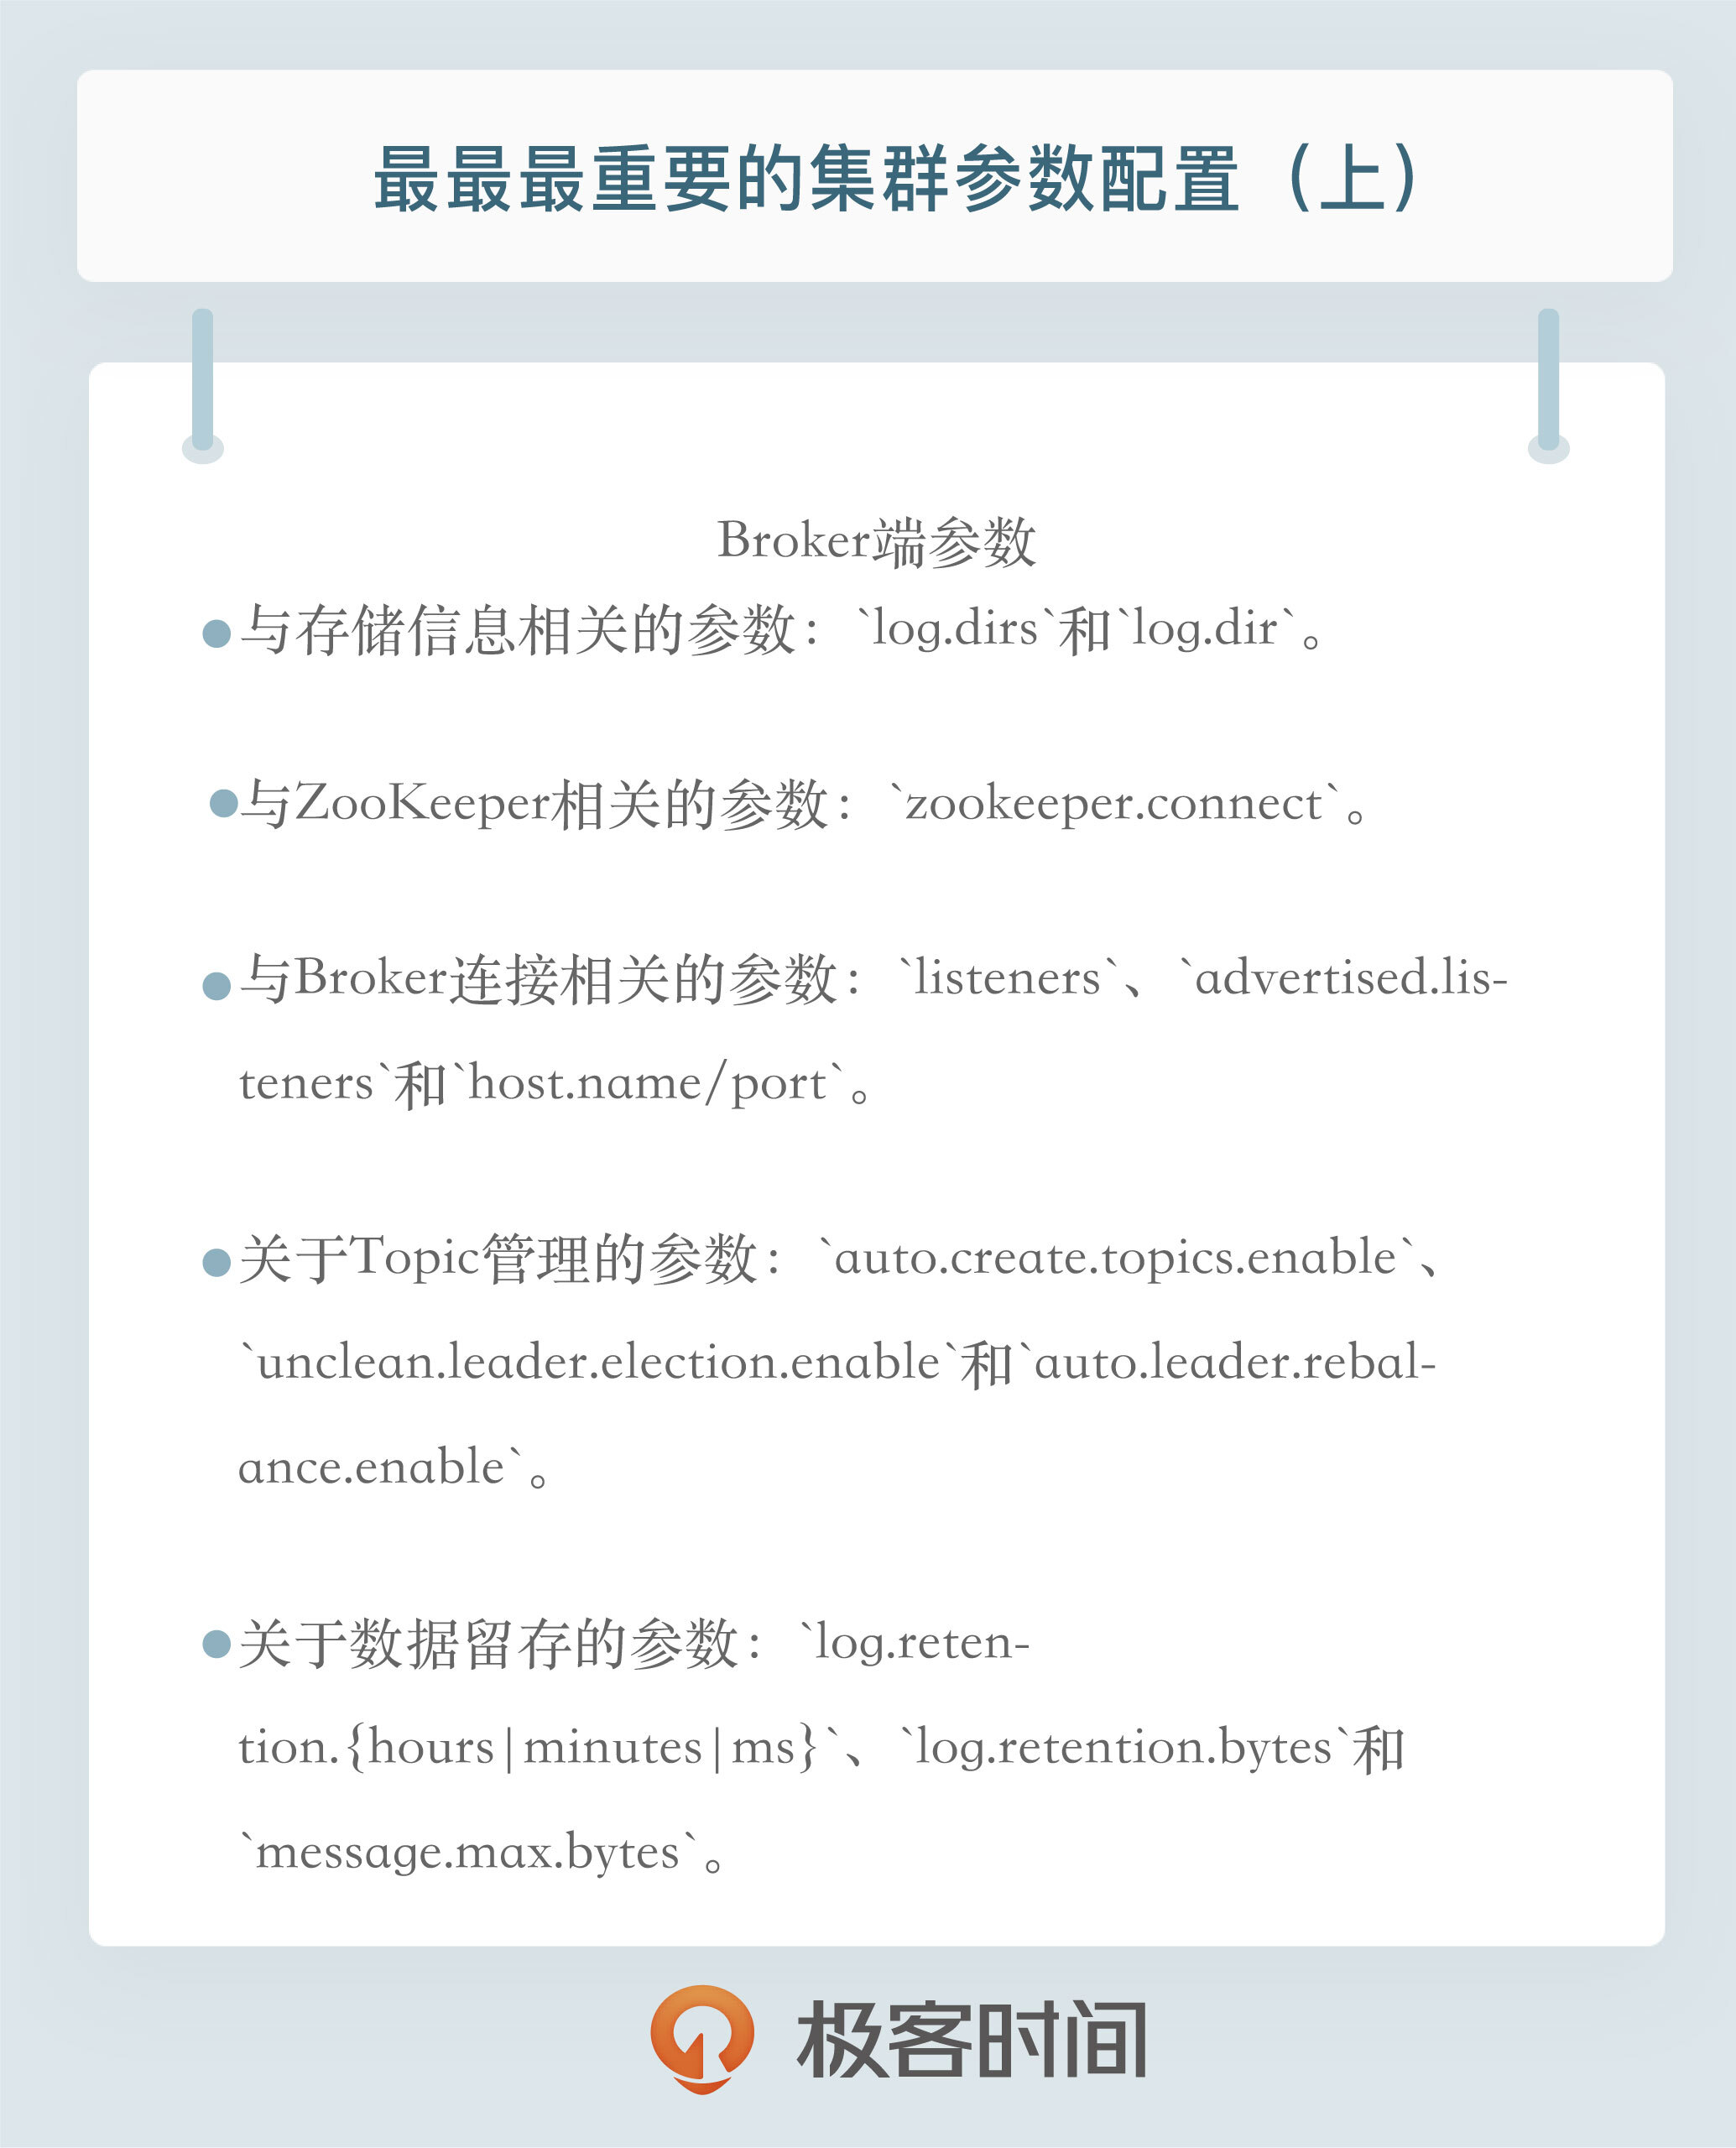 最最最重要的集群参数配置（上）
Broker端参数
与存储信息相关的参数：`log.dirs`和`log.dir`。
与ZooKeeper相关的参数：`zookeeper.connect`。
与Broker连接相关的参数：`listeners`、`advertised.lis-
teners`和`host.name/port`。
关于Topic管理的参数：`auto.create.topics.enable`、
`unclean.leader.election.enable`和`auto.leader.rebal-
ance.enable`。
关于数据留存的参数：`log.reten-
tion.{hours|minutes|ms}`、`log.retention.bytes`和
`message.max.bytes`。
极客时间